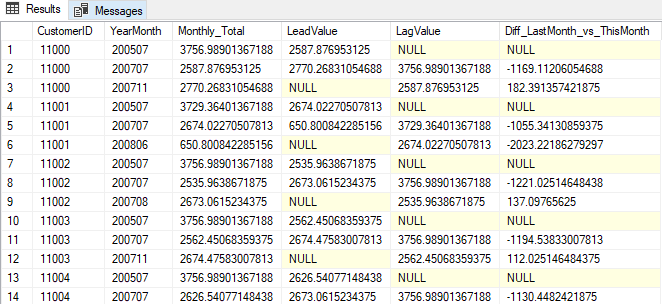 Results Messages
CustomerID YearMonth Monthly_Total LeadValue LagValue Diff_LastMonth_vs_ThisMonth
1 11000 200507 3756.98901367188 2587.876953125 NULL NULL
2 11000 200707 2587.876953125 2770.26831054688 3756.98901367188 -1169.11206054688
3 11000 200711 2770.26831054688 NULL 2587.876953125 182.391357421875
4 11001 200507 3729.36401367188 2674.02270507813 NULL NULL
5 11001 200707 2674.02270507813 650.800842285156 3729.36401367188 -1055.34130859375
6 11001 200806 650.800842285156 NULL 2674.02270507813 -2023.22186279297
7 11002 200507 3756.98901367188 2535.9638671875 NULL NULL
8 11002 200707 2535.9638671875 2673.0615234375 3756.98901367188 -1221.02514648438
9 11002 200708 2673.0615234375 NULL 2535.9638671875 137.09765625
10 11003 200507 3756.98901367188 2562.45068359375 NULL NULL
11 11003 200707 2562.45068359375 2674.47583007813 3756.98901367188 -1194.53833007813
12 11003 200711 2674.47583007813 NULL 2562.45068359375 112.025146484375
13 11004 200507 3756.98901367188 2626.54077148438 NULL NULL
14 11004 200707 2626.54077148438 2673.0615234375 3756.98901367188 -1130.4482421875